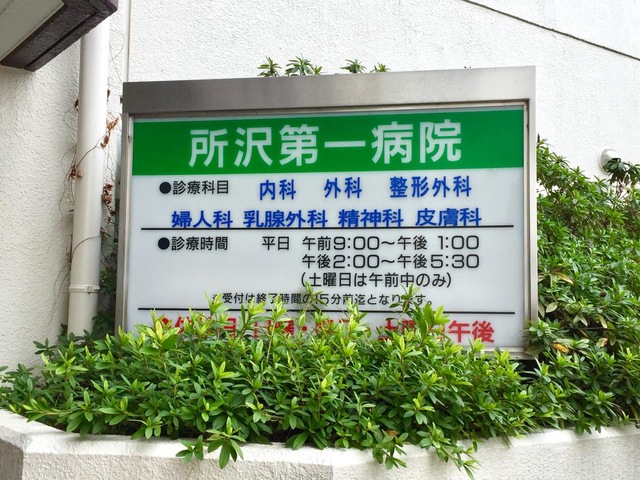 所沢第一病院
●診療科目 内科 外科 整形外科
婦人科 乳腺外科 精神科 皮膚科
●診療時間 平日 午前9:00〜午後 1:00
午後2:00〜午後5:30
(土曜日は午前中のみ)
※受付は終了時間の15分前迄となります。
午後